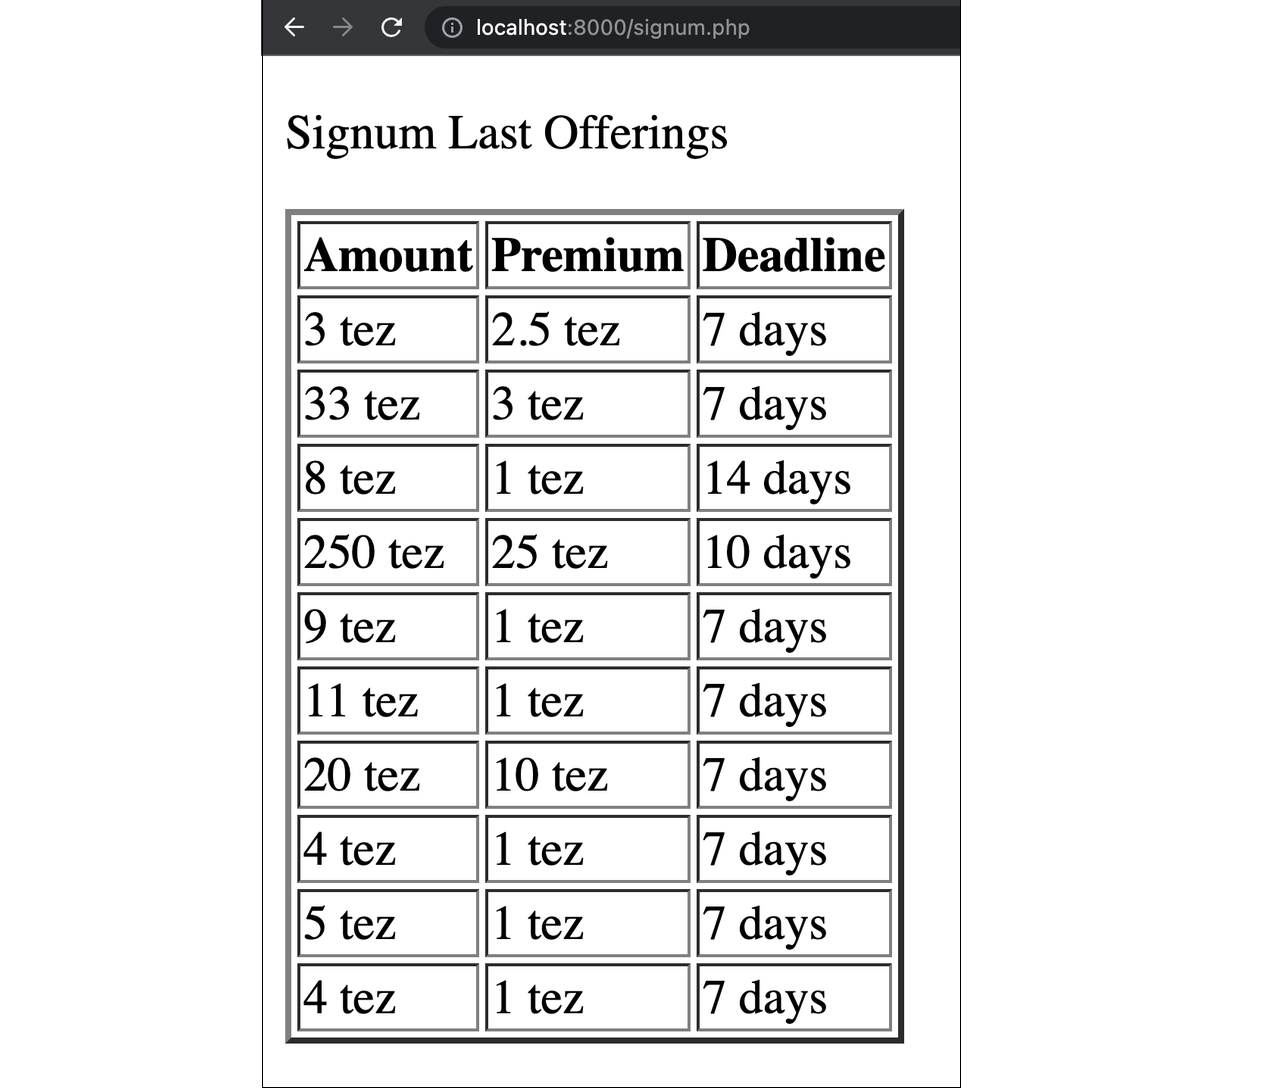 localhost:8000/signum.php
Signum Last Offerings
Amount Premium Deadline
3 tez 2.5 tez 7 days
33 tez 3 tez 7 days
8 tez 1 tez 14 days
250 tez 25 tez 10 days
9 tez 1 tez 7 days
11 tez 1 tez 7 days
20 tez 10 tez 7 days
4 tez 1 tez 7 days
5 tez 1 tez 7 days
4 tez 1 tez 7 days